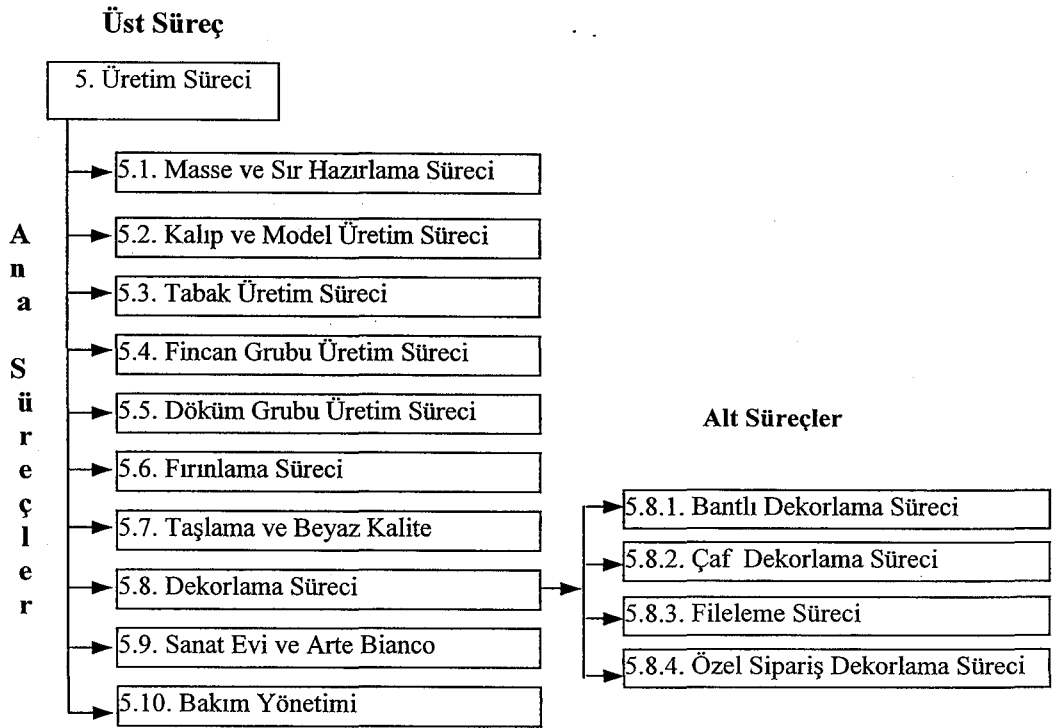 Üst Süreç
5. Üretim Süreci
Ana Süreçler
5.1. Masse ve Sır Hazırlama Süreci
5.2. Kalıp ve Model Üretim Süreci
5.3. Tabak Üretim Süreci
5.4. Fincan Grubu Üretim Süreci
5.5. Döküm Grubu Üretim Süreci
5.6. Fırınlama Süreci
5.7. Taşlama ve Beyaz Kalite
5.8. Dekorlama Süreci
5.9. Sanat Evi ve Arte Bianco
5.10. Bakım Yönetimi
Alt Süreçler
5.8.1. Bantlı Dekorlama Süreci
5.8.2. Çaf Dekorlama Süreci
5.8.3. Fileleme Süreci
5.8.4. Özel Sipariş Dekorlama Süreci